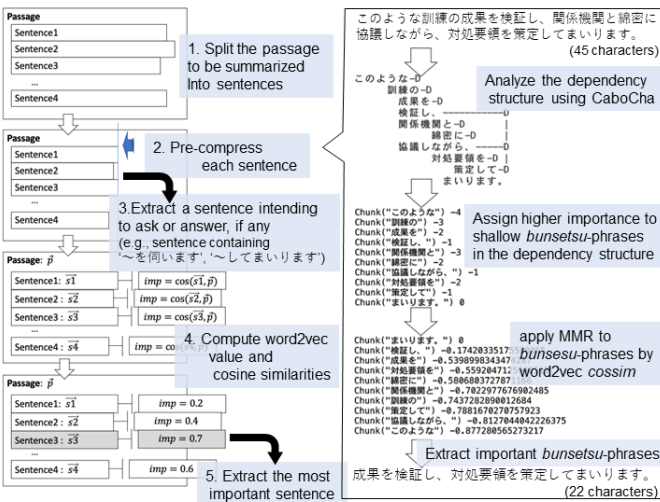 Passage
Sentence1
Sentence2
Sentence3
...
Sentence4
1. Split the passage
to be summarized
Into sentences
Passage
Sentence1
Sentence2
Sentence3
...
Sentence4
2. Pre-compress
each sentence
3.Extract a sentence intending
to ask or answer, if any
(e.g., sentence containing
'～を伺います', '～してまいります')
Passage: p⃗
Sentence1: s1⃗ imp = cos(s1⃗, p⃗)
Sentence2 : s2⃗ imp = cos(s2⃗, p⃗)
Sentence3 : s3⃗ imp = cos(s3⃗, p⃗)
...
Sentence4 : s4⃗ imp = cos(s4⃗, p⃗)
4. Compute word2vec
value and
cosine similarities
Passage: p⃗
Sentence1 : s1⃗ imp = 0.2
Sentence2 : s2⃗ imp = 0.4
Sentence3 : s3⃗ imp = 0.7
...
Sentence4 : s4⃗ imp = 0.6
5. Extract the most
important sentence
このような訓練の成果を検証し、関係機関と綿密に
協議しながら、対処要領を策定してまいります。
(45 characters)
Analyze the dependency
structure using CaboCha
このような-D
訓練の-D
成果を-D
検証し、---------D
関係機関と-D |
綿密に-D |
協議しながら、-----D
対処要領を-D |
策定して-D
まいります。
Chunk("このような") -4
Chunk("訓練の") -3
Chunk("成果を") -2
Chunk("検証し、") -1
Chunk("関係機関と") -3
Chunk("綿密に") -2
Chunk("協議しながら、") -1
Chunk("対処要領を") -2
Chunk("策定して") -1
Chunk("まいります。") 0
Assign higher importance to
shallow bunsetsu-phrases
in the dependency structure
Chunk("まいります。") 0
Chunk("検証し、") -0.1742033517
Chunk("成果を") -0.539899834347
Chunk("対処要領を") -0.559204712
Chunk("綿密に") -0.5806803727871
Chunk("関係機関と") -0.7022977676902485
Chunk("訓練の") -0.7437282890012684
Chunk("策定して") -0.7881670270757923
Chunk("協議しながら、") -0.8127044042226375
Chunk("このような") -0.877280565273217
apply MMR to
bunsesu-phrases by
word2vec cossim
Extract important bunsetsu-phrases
成果を検証し、対処要領を策定してまいります。
(22 characters)